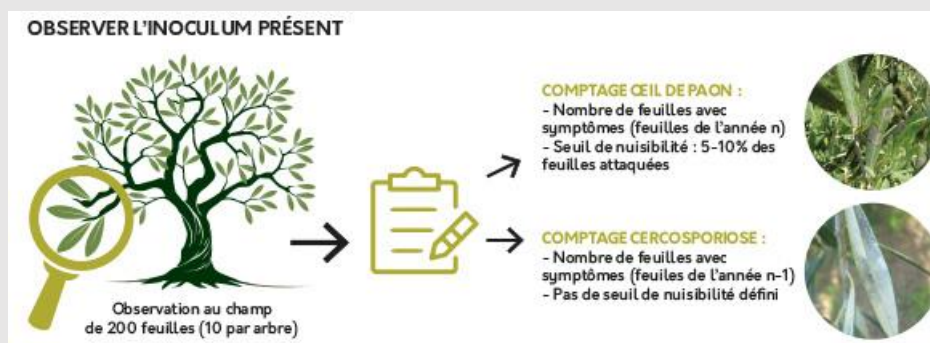 OBSERVER L'INOCULUM PRÉSENT
COMPTAGE ŒIL DE PAON :
- Nombre de feuilles avec
symptômes (feuilles de l'année n)
- Seuil de nuisibilité : 5-10% des
feuilles attaquées
COMPTAGE CERCOSPORIOSE :
- Nombre de feuilles avec
symptômes (feuiles de l'année n-1)
- Pas de seuil de nuisibilité défini
Observation au champ
de 200 feuilles (10 par arbre)